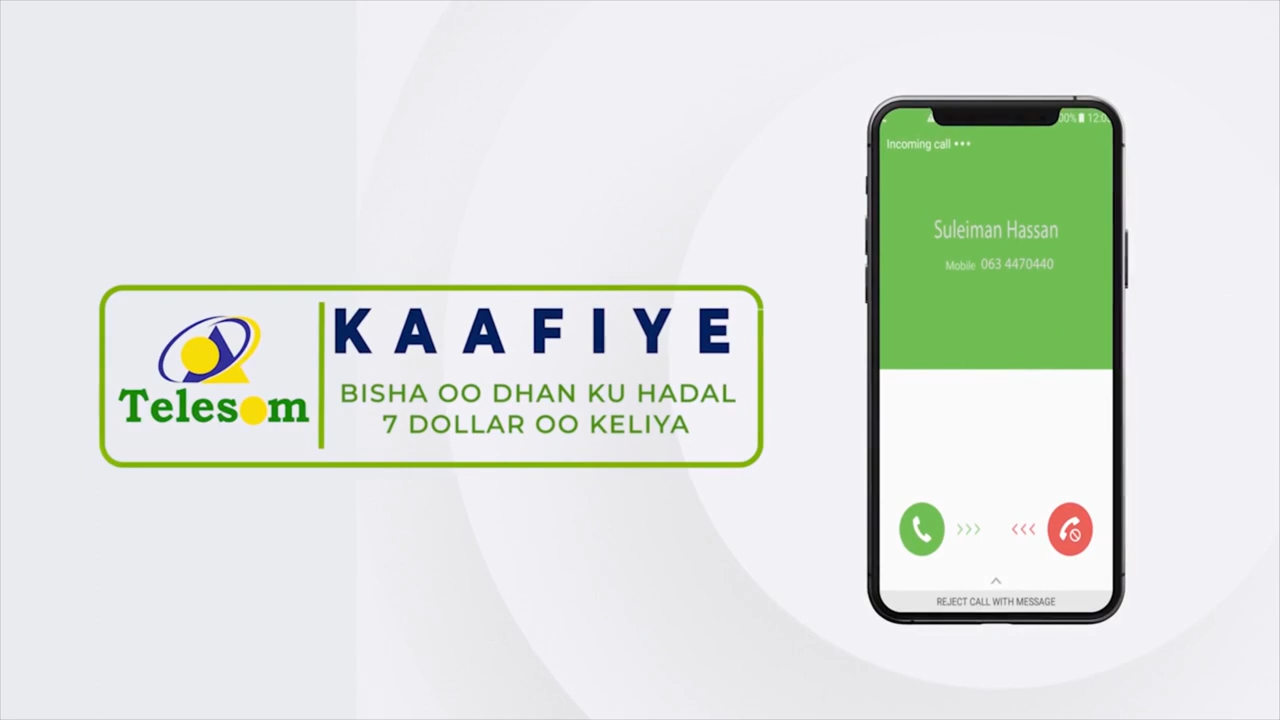 Telesom
KAAFIYE
BISHA OO DHAN KU HADAL
7 DOLLAR OO KELIYA
Incoming call •••
Suleiman Hassan
Mobile 063 4470440
REJECT CALL WITH MESSAGE